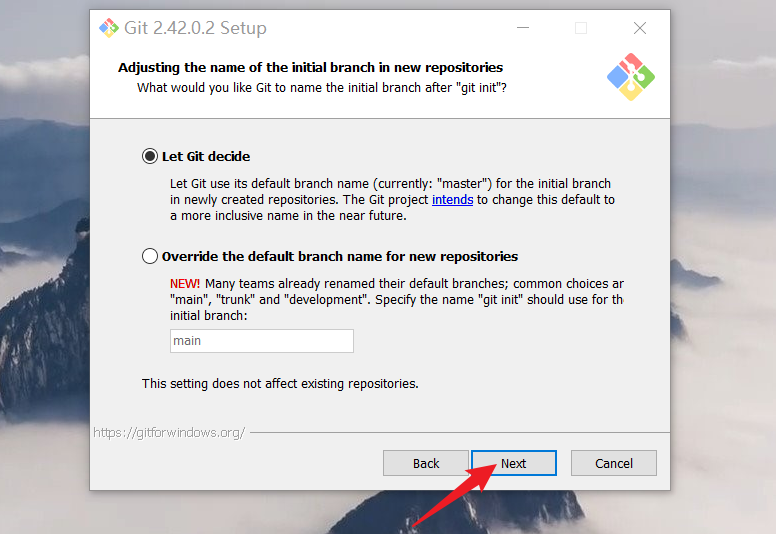 Git 2.42.0.2 Setup
Adjusting the name of the initial branch in new repositories
What would you like Git to name the initial branch after "git init"?
Let Git decide
Let Git use its default branch name (currently: "master") for the initial branch
in newly created repositories. The Git project intends to change this default to
a more inclusive name in the near future.
Override the default branch name for new repositories
NEW! Many teams already renamed their default branches; common choices ar
"main", "trunk" and "development". Specify the name "git init" should use for the
initial branch:
main
This setting does not affect existing repositories.
https://gitforwindows.org/
Back
Next
Cancel